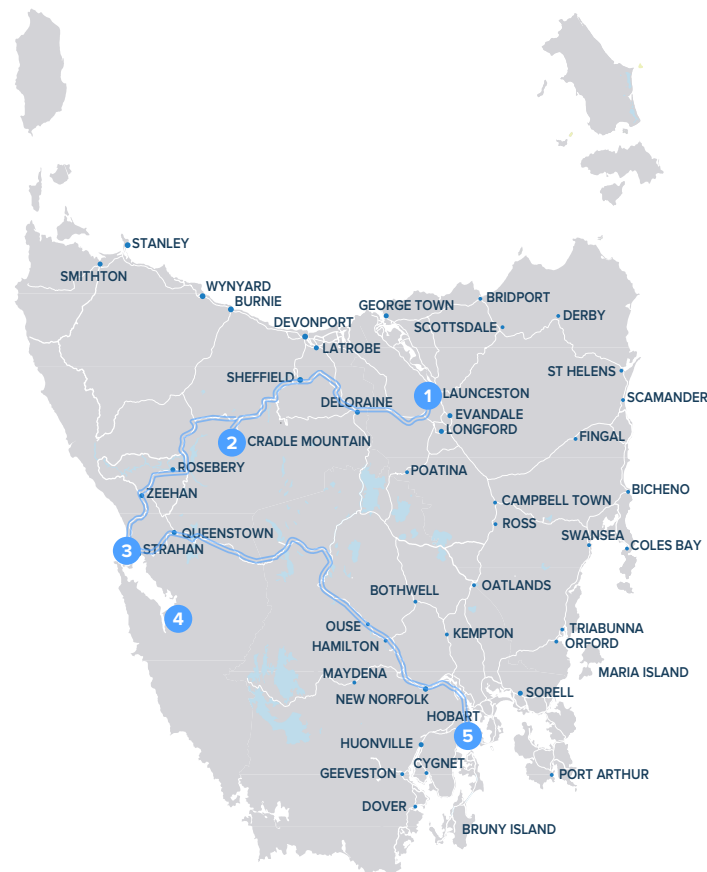 STANLEY
SMITHTON
WYNYARD
BURNIE
GEORGE TOWN
BRIDPORT
DERBY
DEVONPORT
SCOTTSDALE
LATROBE
ST HELENS
SHEFFIELD
1 LAUNCESTON
SCAMANDER
DELORAINE
EVANDALE
LONGFORD
FINGAL
2 CRADLE MOUNTAIN
ROSEBERY
POATINA
ZEEHAN
BICHENO
CAMPBELL TOWN
ROSS
QUEENSTOWN
SWANSEA
3 STRAHAN
COLES BAY
OATLANDS
BOTHWELL
4
OUSE
KEMPTON
TRIABUNNA
HAMILTON
ORFORD
MAYDENA
MARIA ISLAND
NEW NORFOLK
SORELL
HOBART
5
HUONVILLE
CYGNET
GEEVESTON
PORT ARTHUR
DOVER
BRUNY ISLAND